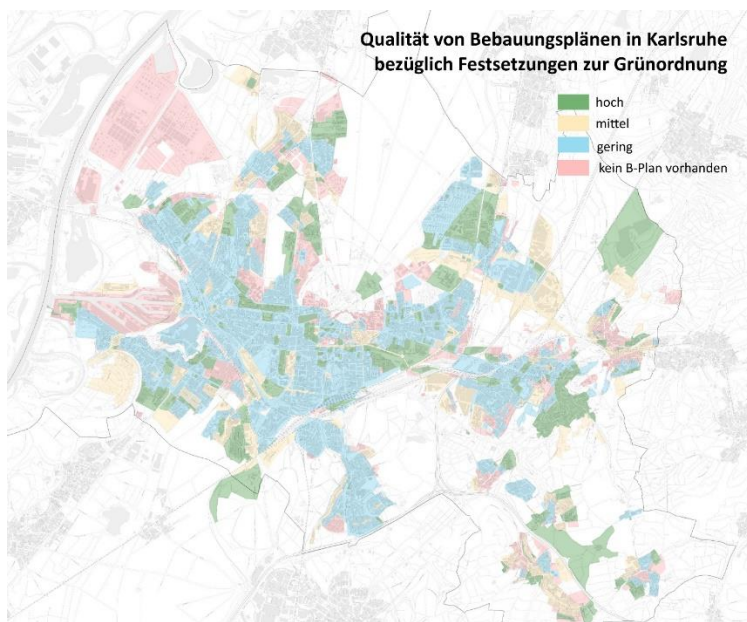 Qualität von Bebauungsplänen in Karlsruhe
bezüglich Festsetzungen zur Grünordnung
hoch
mittel
gering
kein B-Plan vorhanden